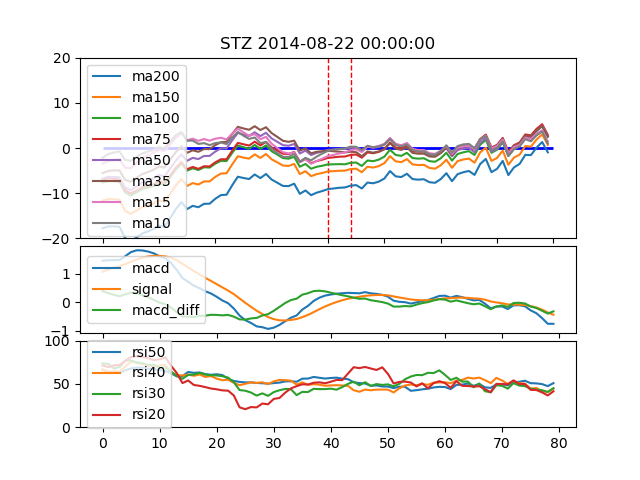 STZ 2014-08-22 00:00:00
20
10
0
−10
−20
ma200
ma150
ma100
ma75
ma50
ma35
ma15
ma10
1
0
−1
macd
signal
macd_diff
100
50
0
rsi50
rsi40
rsi30
rsi20
0 10 20 30 40 50 60 70 80